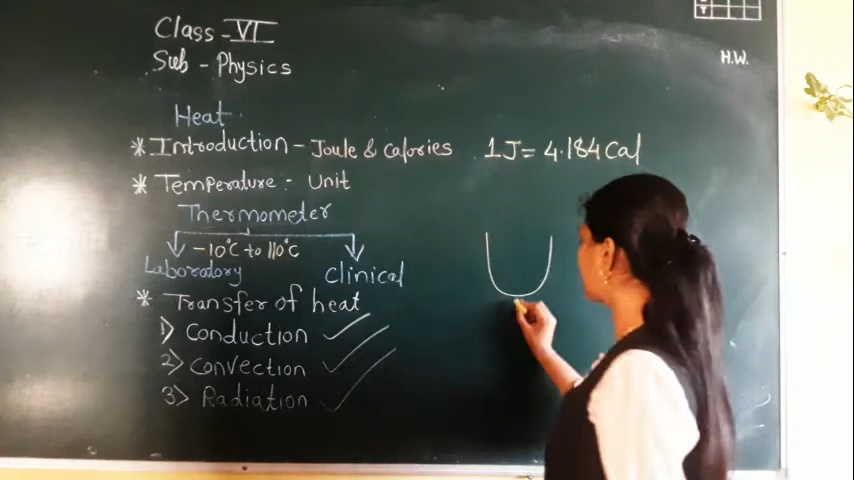 Class - VI
Sub - Physics
H.W.
Heat
* Introduction - Joule & Calories 1J = 4.184 Cal
* Temperature :- Unit
Thermometer
-10°C to 110°C
Laboratory Clinical
* Transfer of heat
1) Conduction
2) Convection
3) Radiation